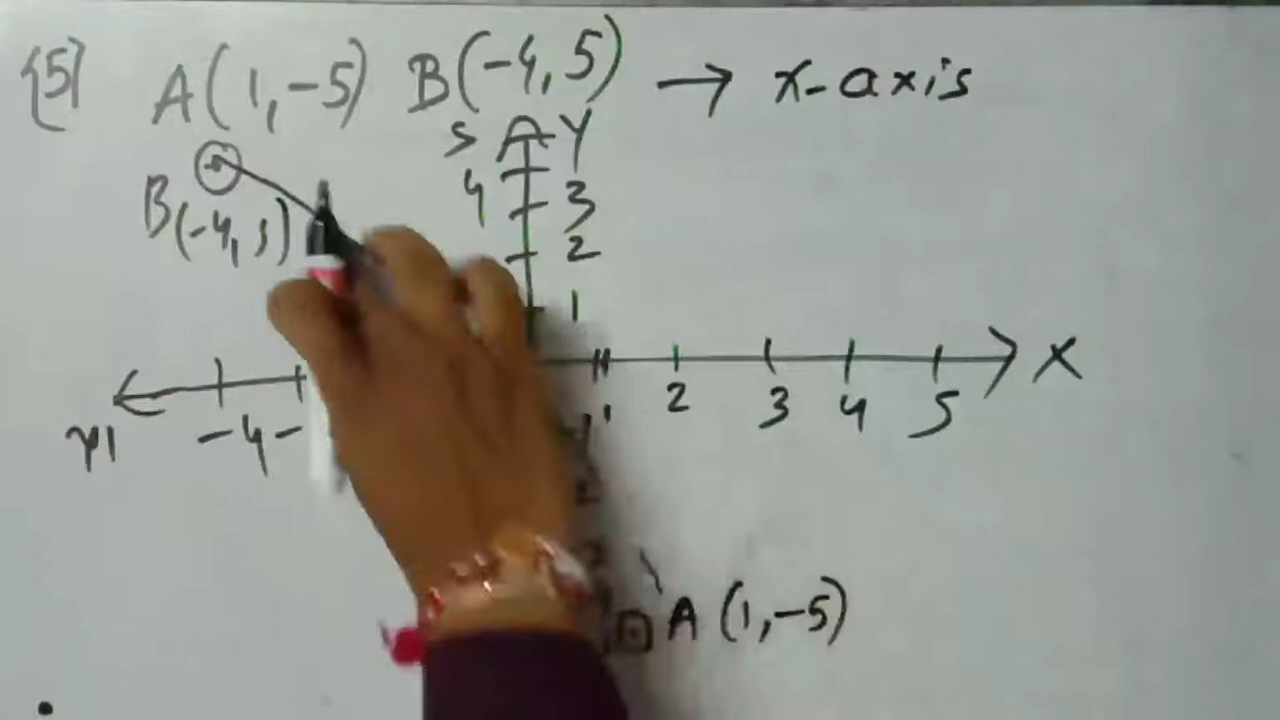 {5} A(1,-5) B(-4,5) → x-axis
5 Y
4 3
B(-4,5) 2
1
X
-4 - 2 3 4 5
A (1,-5)